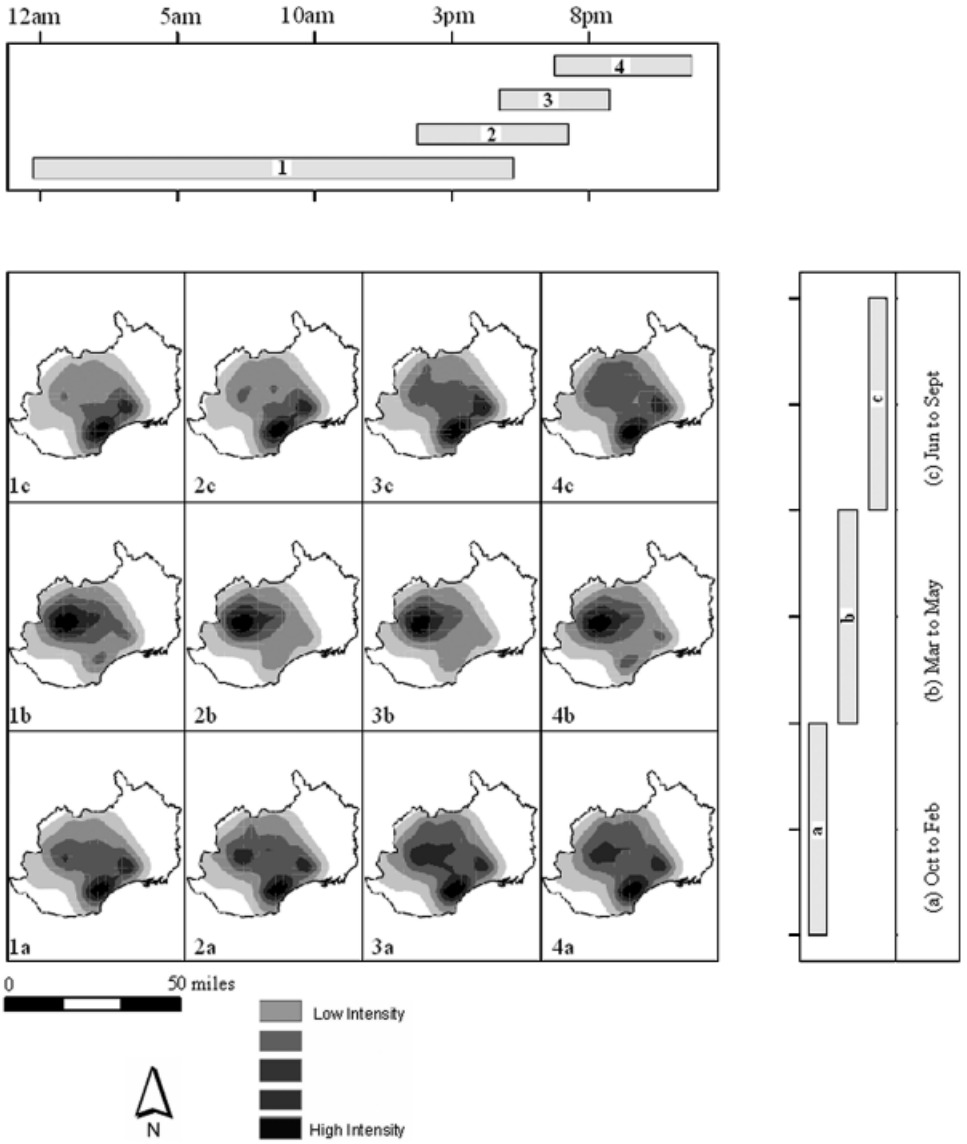 12am 5am 10am 3pm 8pm
4
3
2
1
1c 2c 3c 4c
1b 2b 3b 4b
1a 2a 3a 4a
c
b
a
(c) Jun to Sept
(b) Mar to May
(a) Oct to Feb
0 50 miles
N
Low Intensity
High Intensity